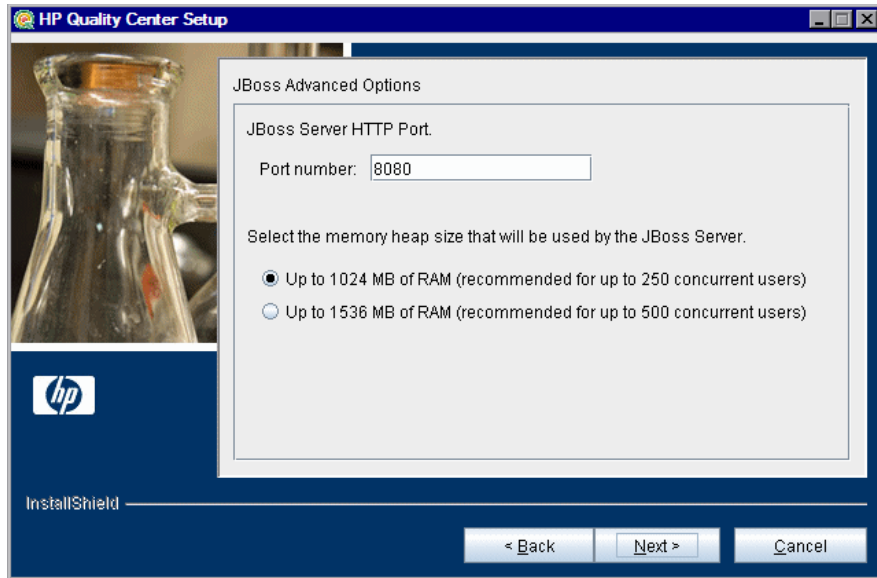 HP Quality Center Setup
JBoss Advanced Options
JBoss Server HTTP Port.
Port number: 8080
Select the memory heap size that will be used by the JBoss Server.
Up to 1024 MB of RAM (recommended for up to 250 concurrent users)
Up to 1536 MB of RAM (recommended for up to 500 concurrent users)
hp
InstallShield
< Back Next > Cancel